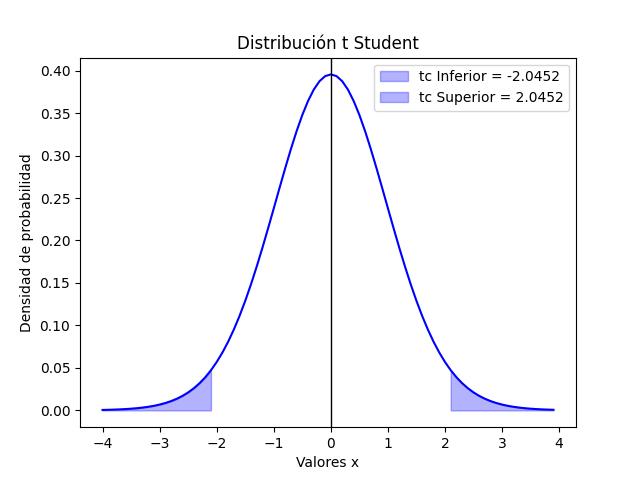 Distribución t Student
tc Inferior = -2.0452
tc Superior = 2.0452
Densidad de probabilidad
0.40
0.35
0.30
0.25
0.20
0.15
0.10
0.05
0.00
−4 −3 −2 −1 0 1 2 3 4
Valores x